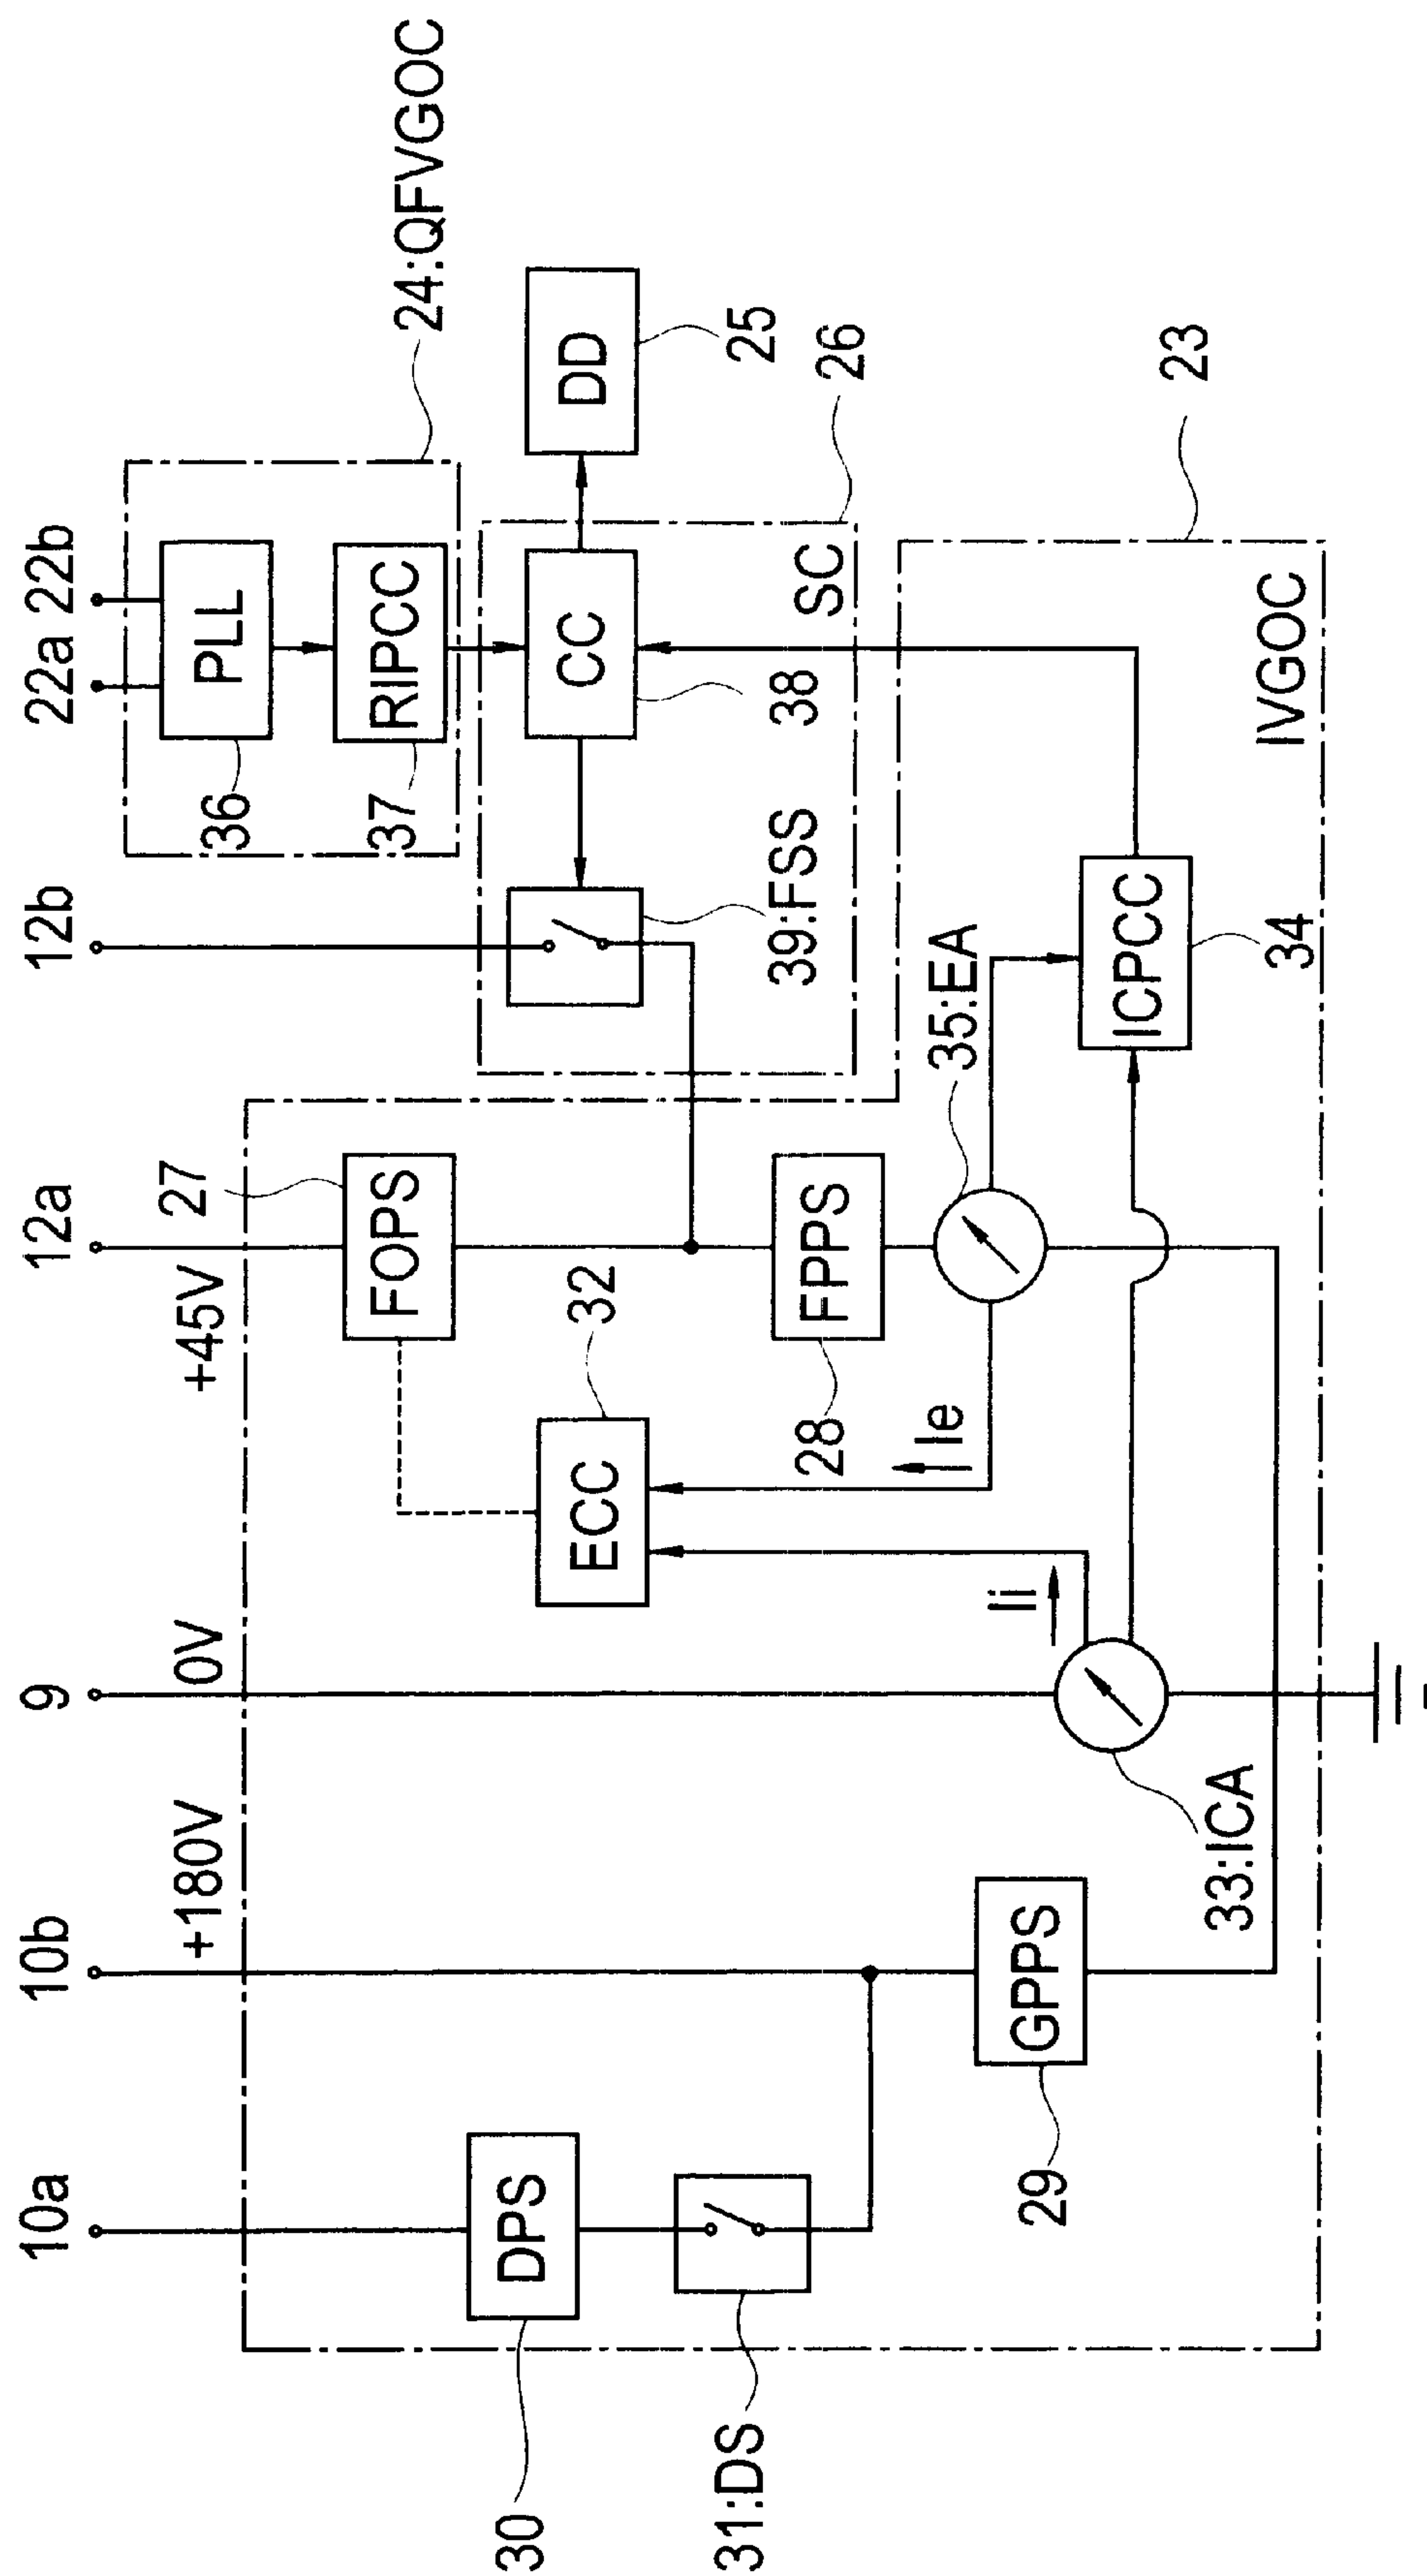 10a
10b
9
12a
12b
22a
22b
+180V
0V
+45V
27
36
PLL
FOPS
37
RIPCC
24:QFVGOC
30
DPS
ECC
32
39:FSS
CC
38
DD
25
31:DS
SC
26
28
FPPS
Ie
35:EA
29
GPPS
Ii
33:ICA
ICPCC
34
IVGOC
23